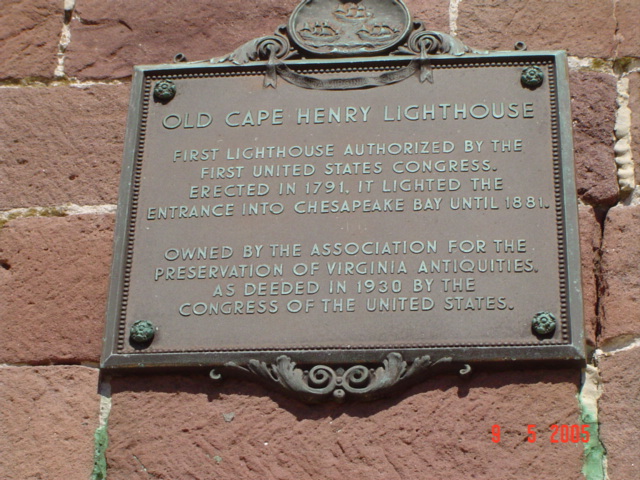 OLD CAPE HENRY LIGHTHOUSE
FIRST LIGHTHOUSE AUTHORIZED BY THE
FIRST UNITED STATES CONGRESS.
ERECTED IN 1791. IT LIGHTED THE
ENTRANCE INTO CHESAPEAKE BAY UNTIL 1881.
OWNED BY THE ASSOCIATION FOR THE
PRESERVATION OF VIRGINIA ANTIQUITIES.
AS DEEDED IN 1930 BY THE
CONGRESS OF THE UNITED STATES.
9 5 2005